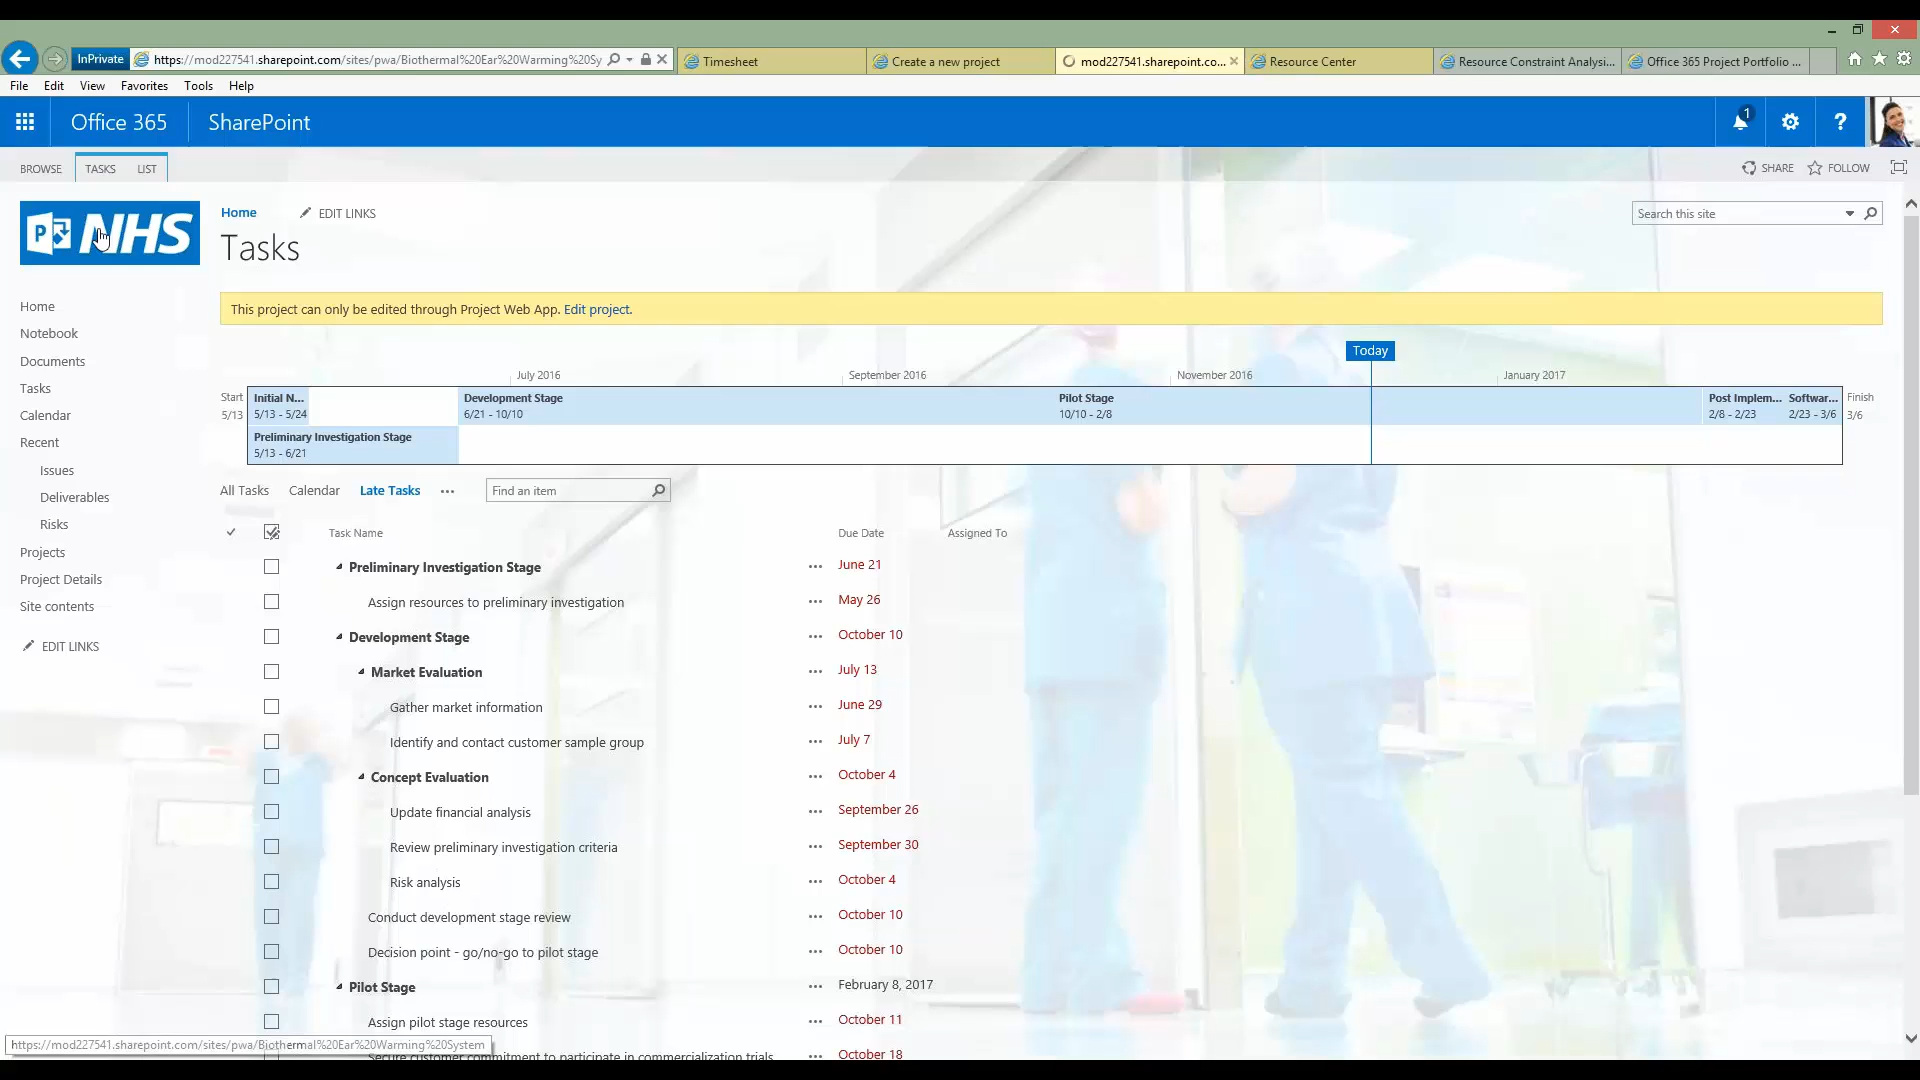 InPrivate
https://mod227541.sharepoint.com/sites/pwa/Biothermal%20Ear%20Warming%20Sy
Timesheet
Create a new project
mod227541.sharepoint.co...
Resource Center
Resource Constraint Analysi...
Office 365 Project Portfolio ...
File Edit View Favorites Tools Help
Office 365
SharePoint
1
?
BROWSE
TASKS
LIST
SHARE
FOLLOW
P NHS
Home
EDIT LINKS
Search this site
Tasks
This project can only be edited through Project Web App. Edit project.
Today
July 2016
September 2016
November 2016
January 2017
Start
5/13
Initial N...
5/13 - 5/24
Development Stage
6/21 - 10/10
Pilot Stage
10/10 - 2/8
Post Implem...
2/8 - 2/23
Softwar...
2/23 - 3/6
Finish
3/6
Preliminary Investigation Stage
5/13 - 6/21
Home
Notebook
Documents
Tasks
Calendar
Recent
Issues
Deliverables
Risks
Projects
Project Details
Site contents
EDIT LINKS
All Tasks
Calendar
Late Tasks
...
Find an item
Task Name
Due Date
Assigned To
Preliminary Investigation Stage ... June 21
Assign resources to preliminary investigation ... May 26
Development Stage ... October 10
Market Evaluation ... July 13
Gather market information ... June 29
Identify and contact customer sample group ... July 7
Concept Evaluation ... October 4
Update financial analysis ... September 26
Review preliminary investigation criteria ... September 30
Risk analysis ... October 4
Conduct development stage review ... October 10
Decision point - go/no-go to pilot stage ... October 10
Pilot Stage ... February 8, 2017
Assign pilot stage resources ... October 11
Secure customer commitment to participate in commercialization trials October 18
https://mod227541.sharepoint.com/sites/pwa/Biothermal%20Ear%20Warming%20System